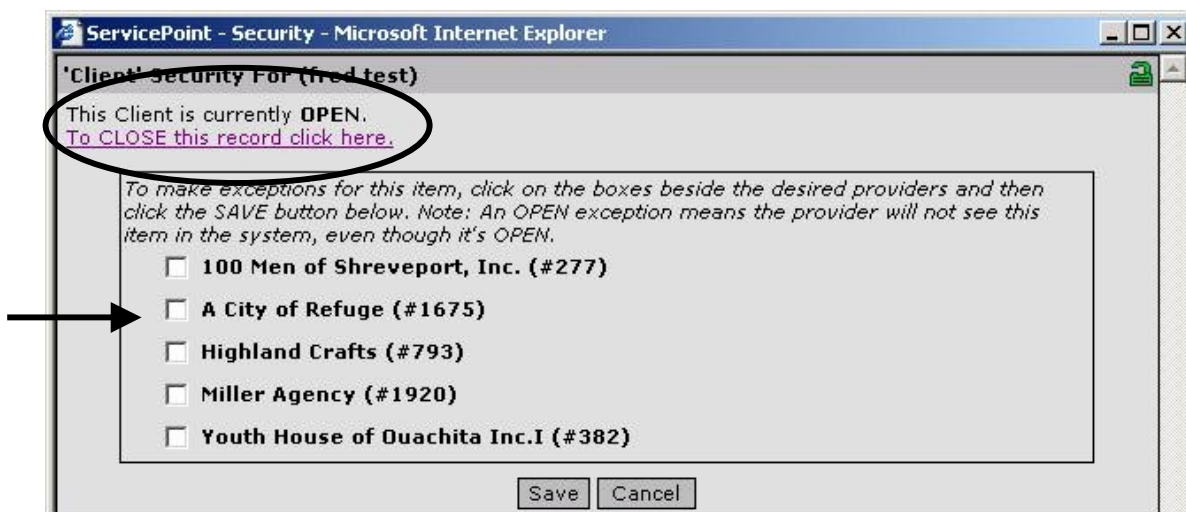 ServicePoint - Security - Microsoft Internet Explorer
'Client' Security For (fred test)
This Client is currently OPEN.
To CLOSE this record click here.
To make exceptions for this item, click on the boxes beside the desired providers and then
click the SAVE button below. Note: An OPEN exception means the provider will not see this
item in the system, even though it's OPEN.
100 Men of Shreveport, Inc. (#277)
A City of Refuge (#1675)
Highland Crafts (#793)
Miller Agency (#1920)
Youth House of Ouachita Inc.I (#382)
Save Cancel